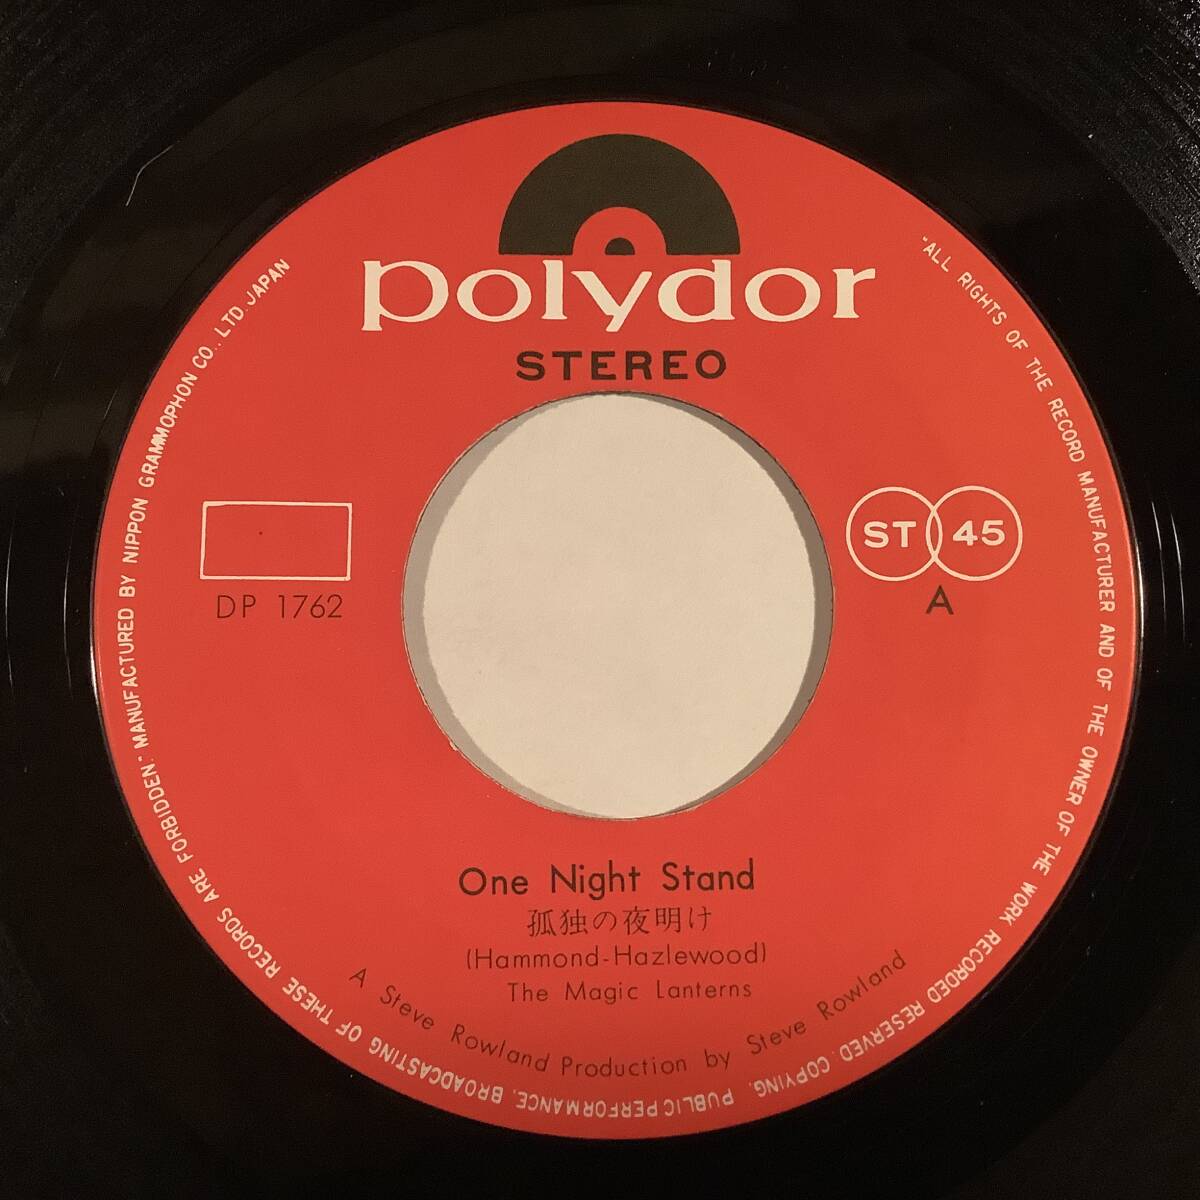 polydor
STEREO
DP 1762
ST 45
A
One Night Stand
孤独の夜明け
(Hammond-Hazlewood)
The Magic Lanterns
A Steve Rowland Production by Steve Rowland
"ALL RIGHTS OF THE RECORD MANUFACTURER AND OF THE OWNER OF THE WORK RECORDED RESERVED. COPYING, PUBLIC PERFORMANCE, BROADCASTING OF THESE RECORDS ARE FORBIDDEN." MANUFACTURED BY NIPPON GRAMMOPHON CO., LTD. JAPAN